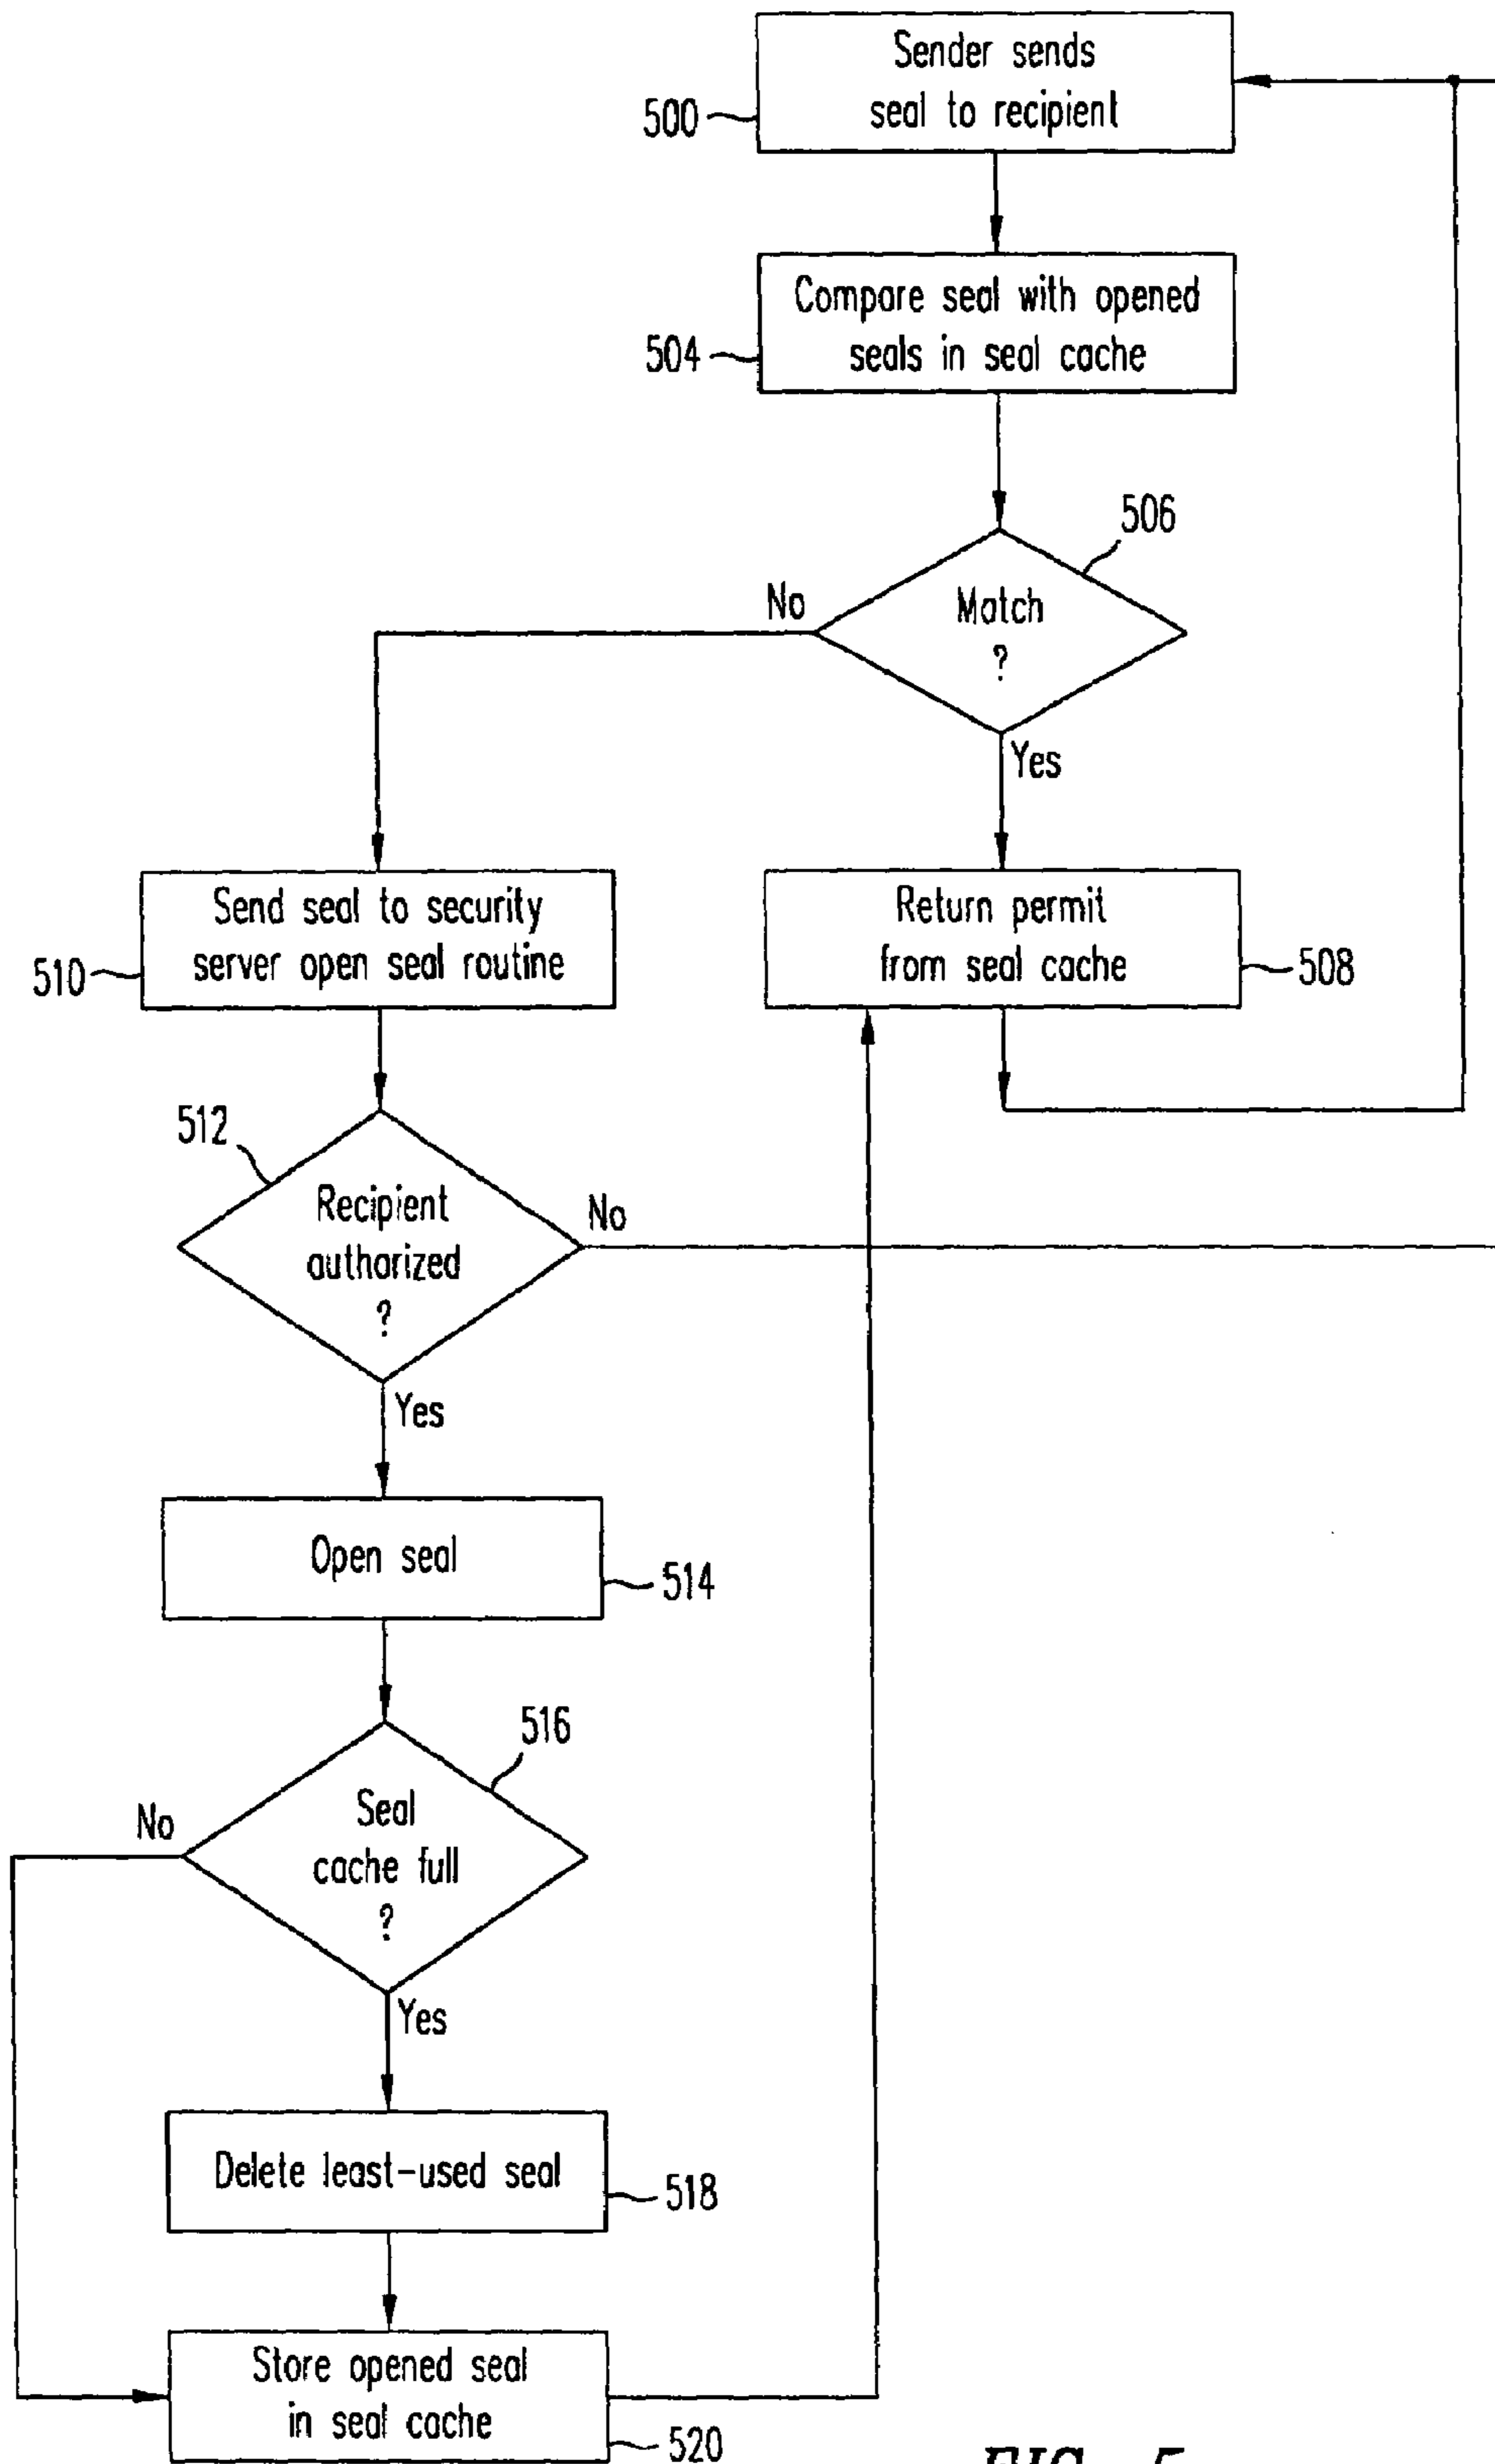 Sender sends
seal to recipient
500
Compare seal with opened
seals in seal cache
504
506
Match
?
No
Yes
Send seal to security
server open seal routine
510
Return permit
from seal cache
508
512
Recipient
authorized
?
No
Yes
Open seal
514
516
Seal
cache full
?
No
Yes
Delete least-used seal
518
Store opened seal
in seal cache
520